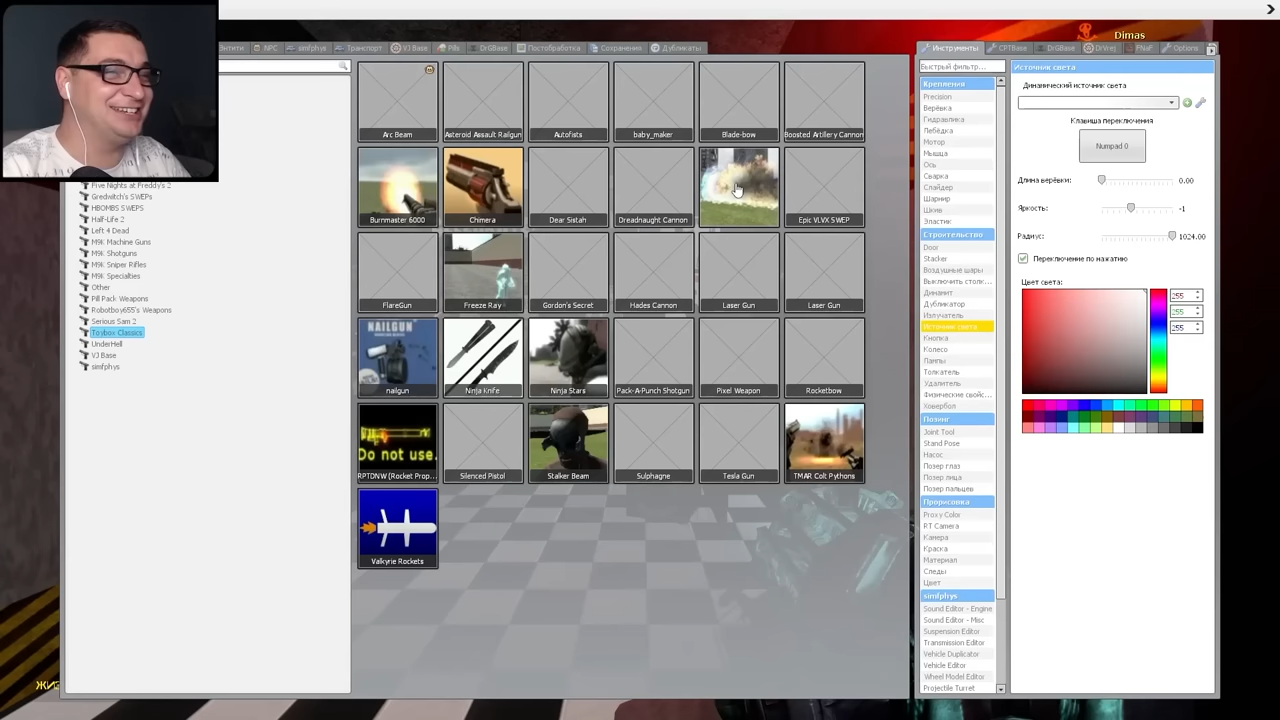 Dimas
NPC
simfphys
Транспорт
VJ Base
Pills
DrGBase
Постобработка
Сохранения
Дубликаты
Five Nights at Freddy's 2
Gredwitch's SWEPs
HBOMBS SWEPS
Half-Life 2
Left 4 Dead
M9k Machine Guns
M9k Shotguns
M9k Sniper Rifles
M9k Specialties
Other
Pill Pack Weapons
Robotboy655's Weapons
Serious Sam 2
Toybox Classics
UnderHell
VJ Base
simfphys
Arc Beam
Asteroid Assault Railgun
Autofists
baby_maker
Blade-bow
Boosted Artillery Cannon
Burnmaster 6000
Chimera
Dear Sistah
Dreadnaught Cannon
Epic VLVX SWEP
FlareGun
Freeze Ray
Gordon's Secret
Hades Cannon
Laser Gun
Laser Gun
NAILGUN
nailgun
Ninja Knife
Ninja Stars
Pack-A-Punch Shotgun
Pixel Weapon
Rocketbow
Do not use.
RPTDNW (Rocket Prop...
Silenced Pistol
Stalker Beam
Sulphagne
Tesla Gun
TMAR Colt Pythons
Valkyrie Rockets
Инструменты
CPTBase
DrGBase
DrVrej
FNaF
Options
Быстрый фильтр...
Крепления
Precision
Верёвка
Гидравлика
Лебёдка
Мотор
Мышца
Ось
Сварка
Слайдер
Шарнир
Шкив
Эластик
Строительство
Door
Stacker
Воздушные шары
Выключить столк...
Динамит
Дубликатор
Излучатель
Источник света
Кнопка
Колесо
Лампы
Толкатель
Удалитель
Физические свойс...
Ховербол
Позинг
Joint Tool
Stand Pose
Насос
Позер глаз
Позер лица
Позер пальцев
Прорисовка
Proxy Color
RT Camera
Камера
Краска
Материал
Следы
Цвет
simfphys
Sound Editor - Engine
Sound Editor - Misc
Suspension Editor
Transmission Editor
Vehicle Duplicator
Vehicle Editor
Wheel Model Editor
Projectile Turret
Источник света
Динамический источник света
Клавиша переключения
Numpad 0
Длина верёвки: 0.00
Яркость: -1
Радиус: 1024.00
Переключение по нажатию
Цвет света:
255
255
255